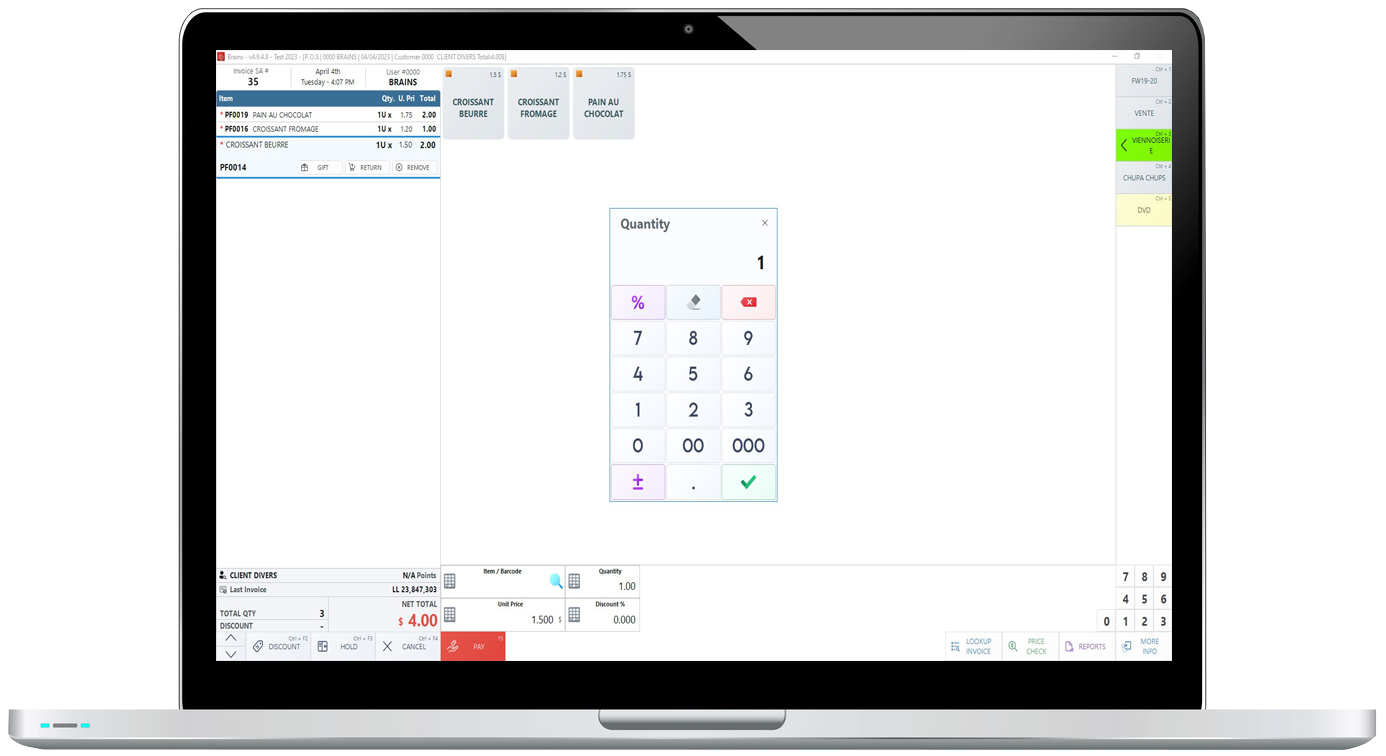 Brains - v4.9.4.8 - Test 2023 - [P.O.S | 0000 BRAINS | 04/04/2023 | Customer 0000 CLIENT DIVERS Total:4.00$]
Invoice SA #
35
April 4th
Tuesday - 4:07 PM
User #0000
BRAINS
Item Qty. U. Pri Total
* PF0019 PAIN AU CHOCOLAT 1U x 1.75 2.00
* PF0016 CROISSANT FROMAGE 1U x 1.20 1.00
* CROISSANT BEURRE 1U x 1.50 2.00
PF0014 GIFT RETURN REMOVE
1.5 $
CROISSANT
BEURRE
1.2 $
CROISSANT
FROMAGE
1.75 $
PAIN AU
CHOCOLAT
Ctrl + 1
FW19-20
Ctrl + 2
VENTE
Ctrl + 3
VIENNOISERI
E
Ctrl + 4
CHUPA CHUPS
Ctrl + 5
DVD
Quantity ×
1
%
7 8 9
4 5 6
1 2 3
0 00 000
± .
CLIENT DIVERS N/A Points
Last Invoice LL 23,847,303
TOTAL QTY 3
DISCOUNT -
NET TOTAL
$ 4.00
Item / Barcode
Quantity
1.00
Unit Price
1.500 $
Discount %
0.000
7 8 9
4 5 6
0 1 2 3
Ctrl + F2
DISCOUNT
Ctrl + F3
HOLD
Ctrl + F4
CANCEL
F5
PAY
LOOKUP
INVOICE
PRICE
CHECK
REPORTS
MORE
INFO